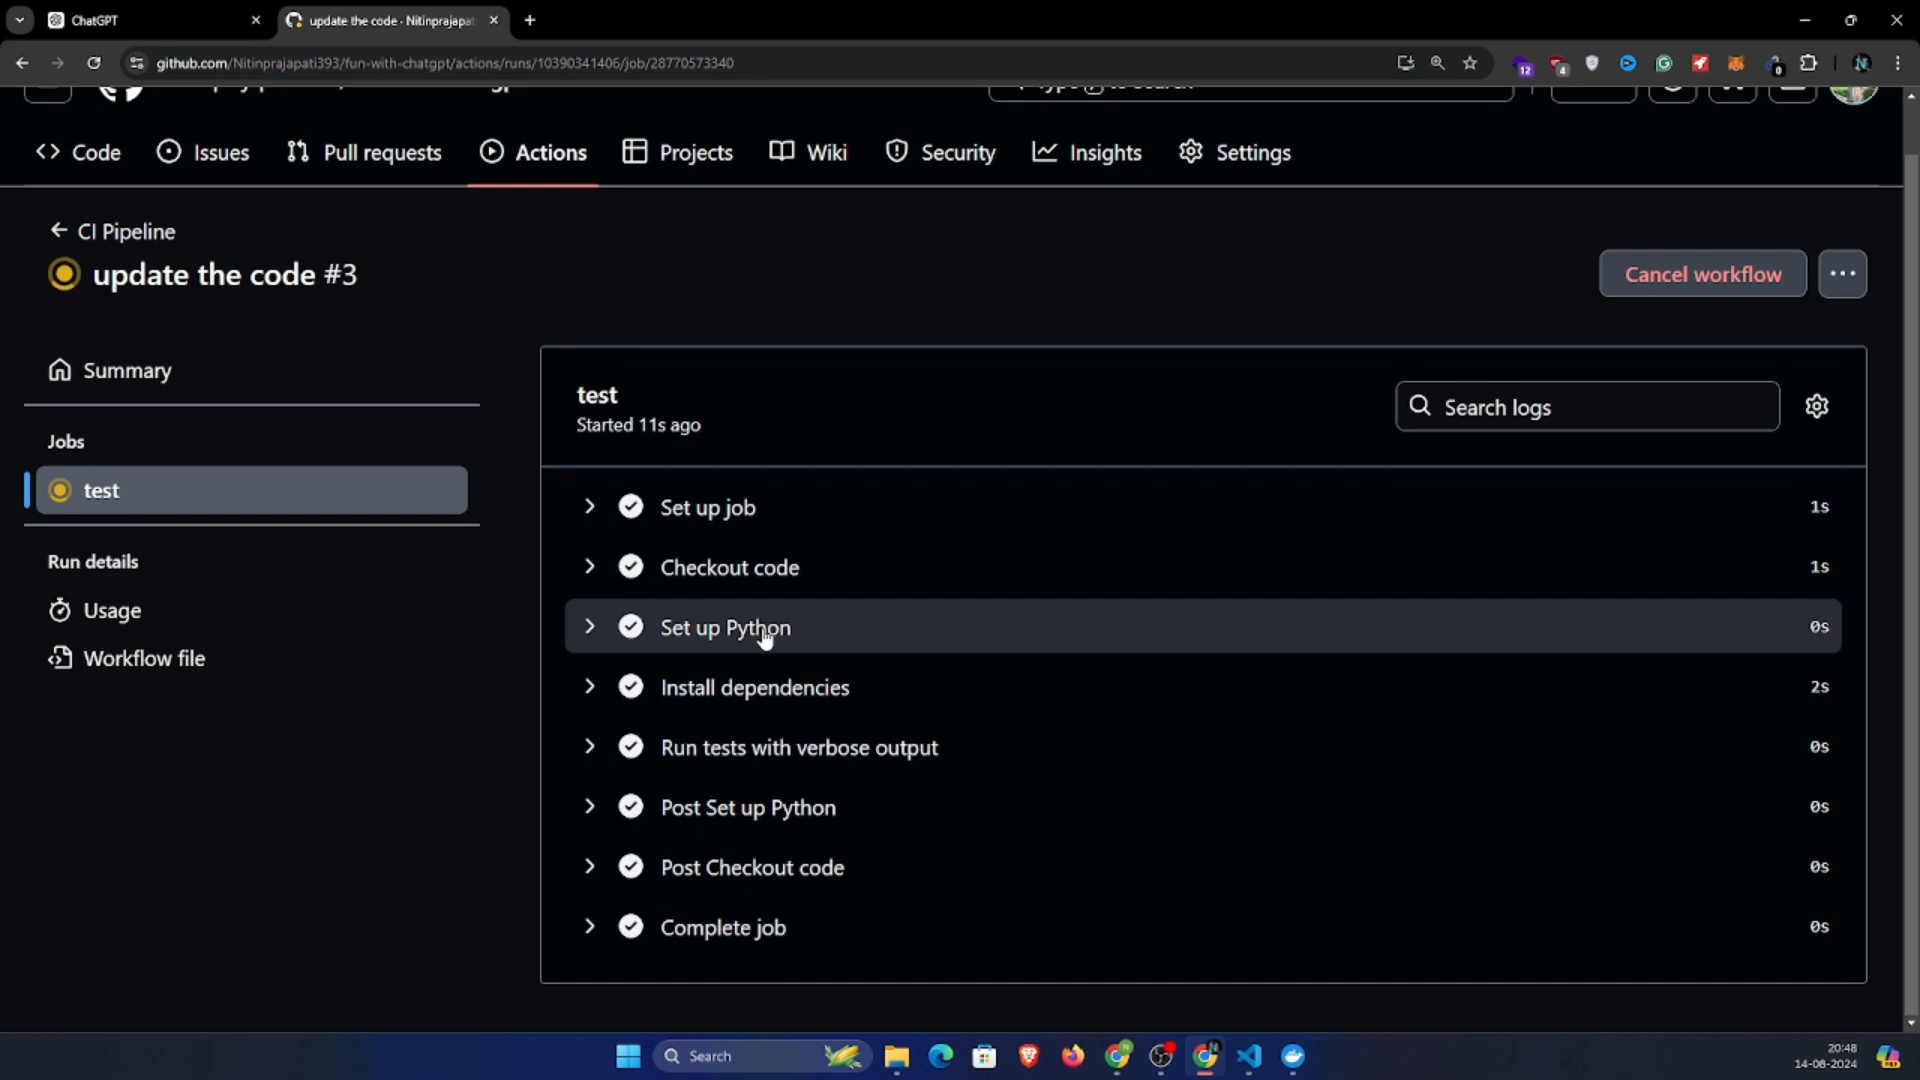 ChatGPT
update the code · Nitinprajapat
github.com/Nitinprajapati393/fun-with-chatgpt/actions/runs/10390341406/job/28770573340
12
4
0
Code
Issues
Pull requests
Actions
Projects
Wiki
Security
Insights
Settings
CI Pipeline
update the code #3
Cancel workflow
Summary
Jobs
test
Run details
Usage
Workflow file
test
Started 11s ago
Search logs
Set up job 1s
Checkout code 1s
Set up Python 0s
Install dependencies 2s
Run tests with verbose output 0s
Post Set up Python 0s
Post Checkout code 0s
Complete job 0s
Search
20:48
14-08-2024